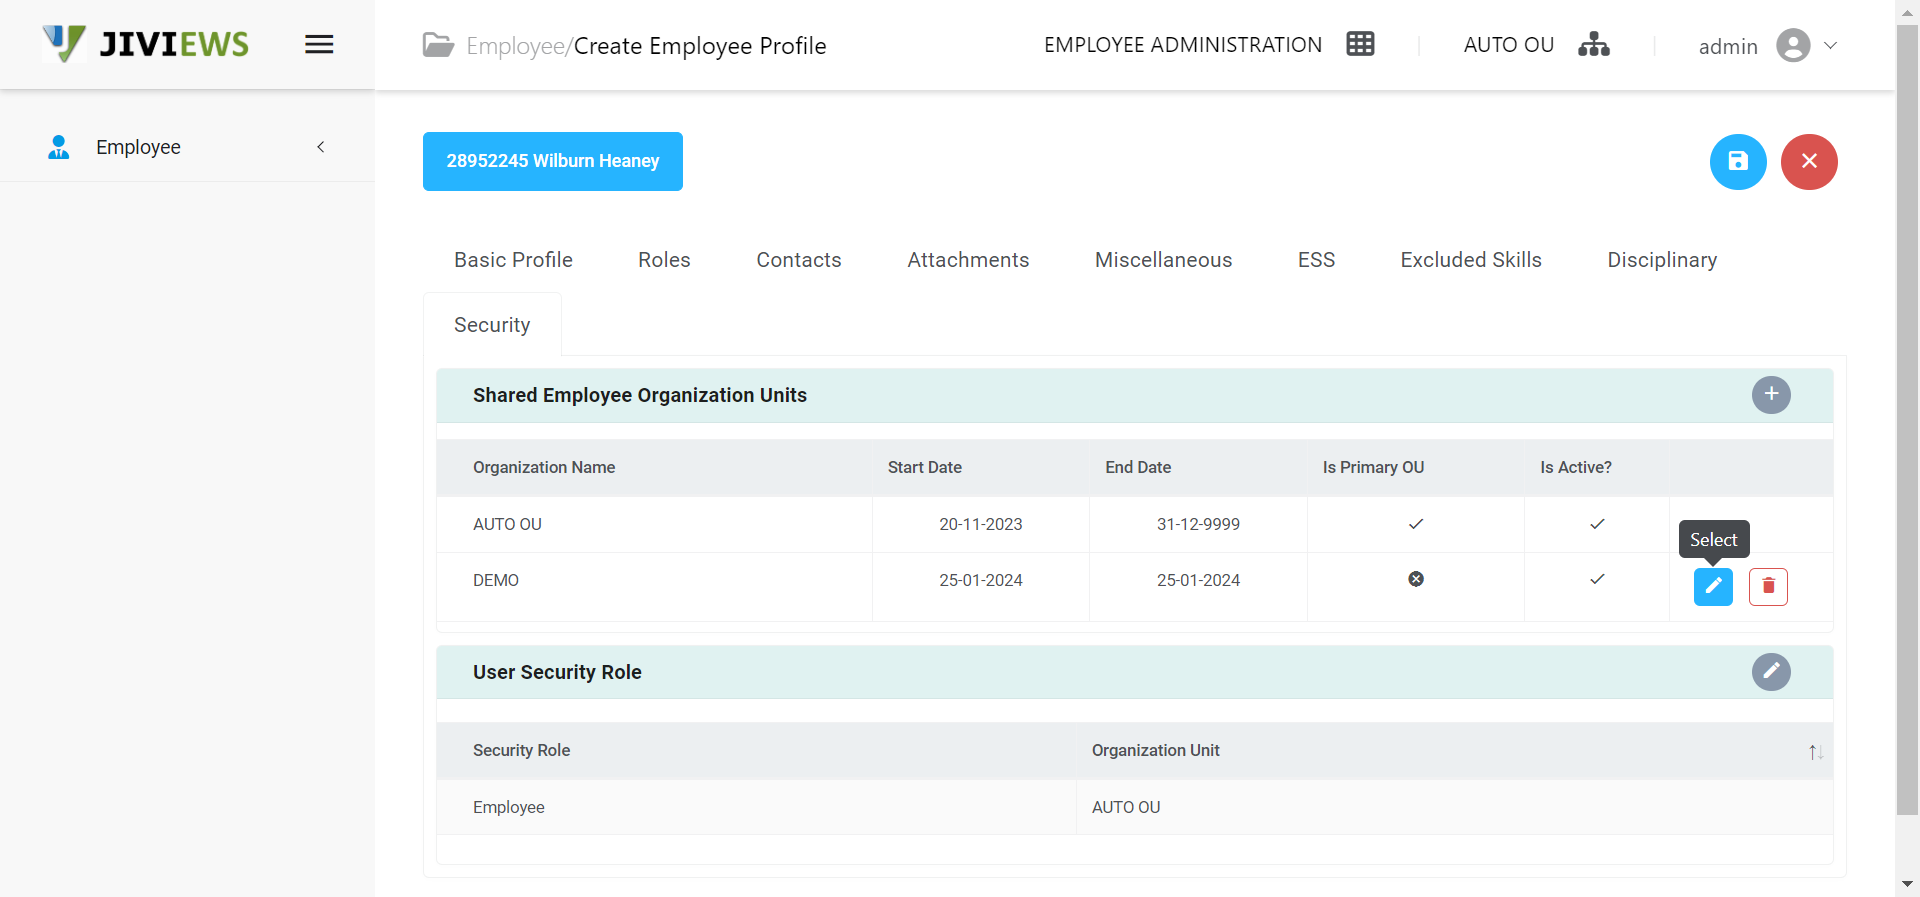 JIVIEWS
Employee/Create Employee Profile
EMPLOYEE ADMINISTRATION
AUTO OU
admin
Employee
28952245 Wilburn Heaney
Basic Profile
Roles
Contacts
Attachments
Miscellaneous
ESS
Excluded Skills
Disciplinary
Security
Shared Employee Organization Units
Organization Name Start Date End Date Is Primary OU Is Active?
AUTO OU 20-11-2023 31-12-9999
Select
DEMO 25-01-2024 25-01-2024
User Security Role
Security Role Organization Unit
Employee AUTO OU